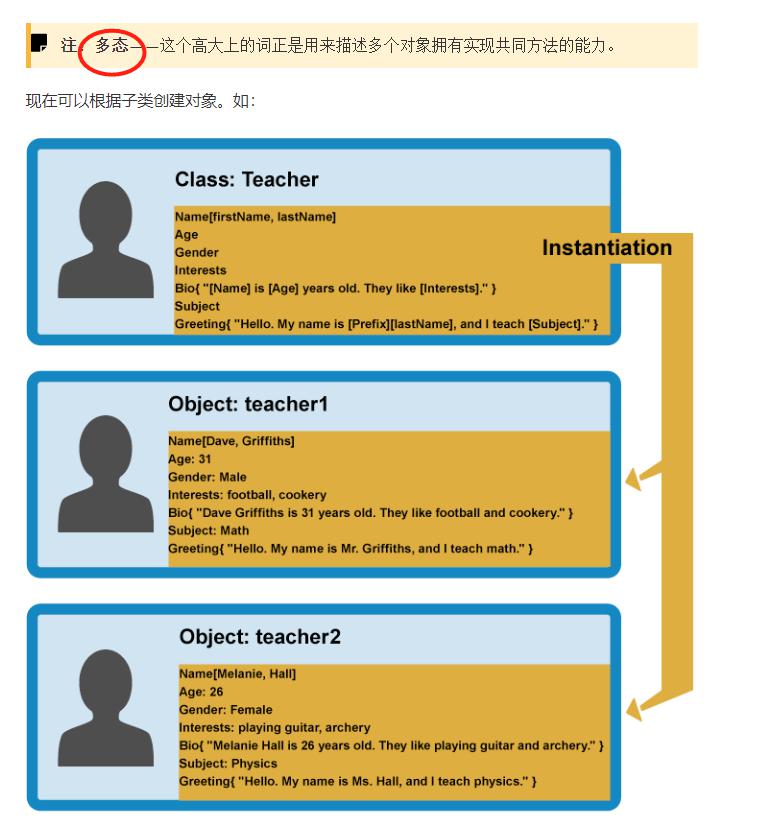 注：多态——这个高大上的词正是用来描述多个对象拥有实现共同方法的能力。
现在可以根据子类创建对象。如：
Class: Teacher
Name[firstName, lastName]
Age
Gender
Interests
Bio{ "[Name] is [Age] years old. They like [Interests]." }
Subject
Greeting{ "Hello. My name is [Prefix][lastName], and I teach [Subject]." }
Instantiation
Object: teacher1
Name[Dave, Griffiths]
Age: 31
Gender: Male
Interests: football, cookery
Bio{ "Dave Griffiths is 31 years old. They like football and cookery." }
Subject: Math
Greeting{ "Hello. My name is Mr. Griffiths, and I teach math." }
Object: teacher2
Name[Melanie, Hall]
Age: 26
Gender: Female
Interests: playing guitar, archery
Bio{ "Melanie Hall is 26 years old. They like playing guitar and archery." }
Subject: Physics
Greeting{ "Hello. My name is Ms. Hall, and I teach physics." }